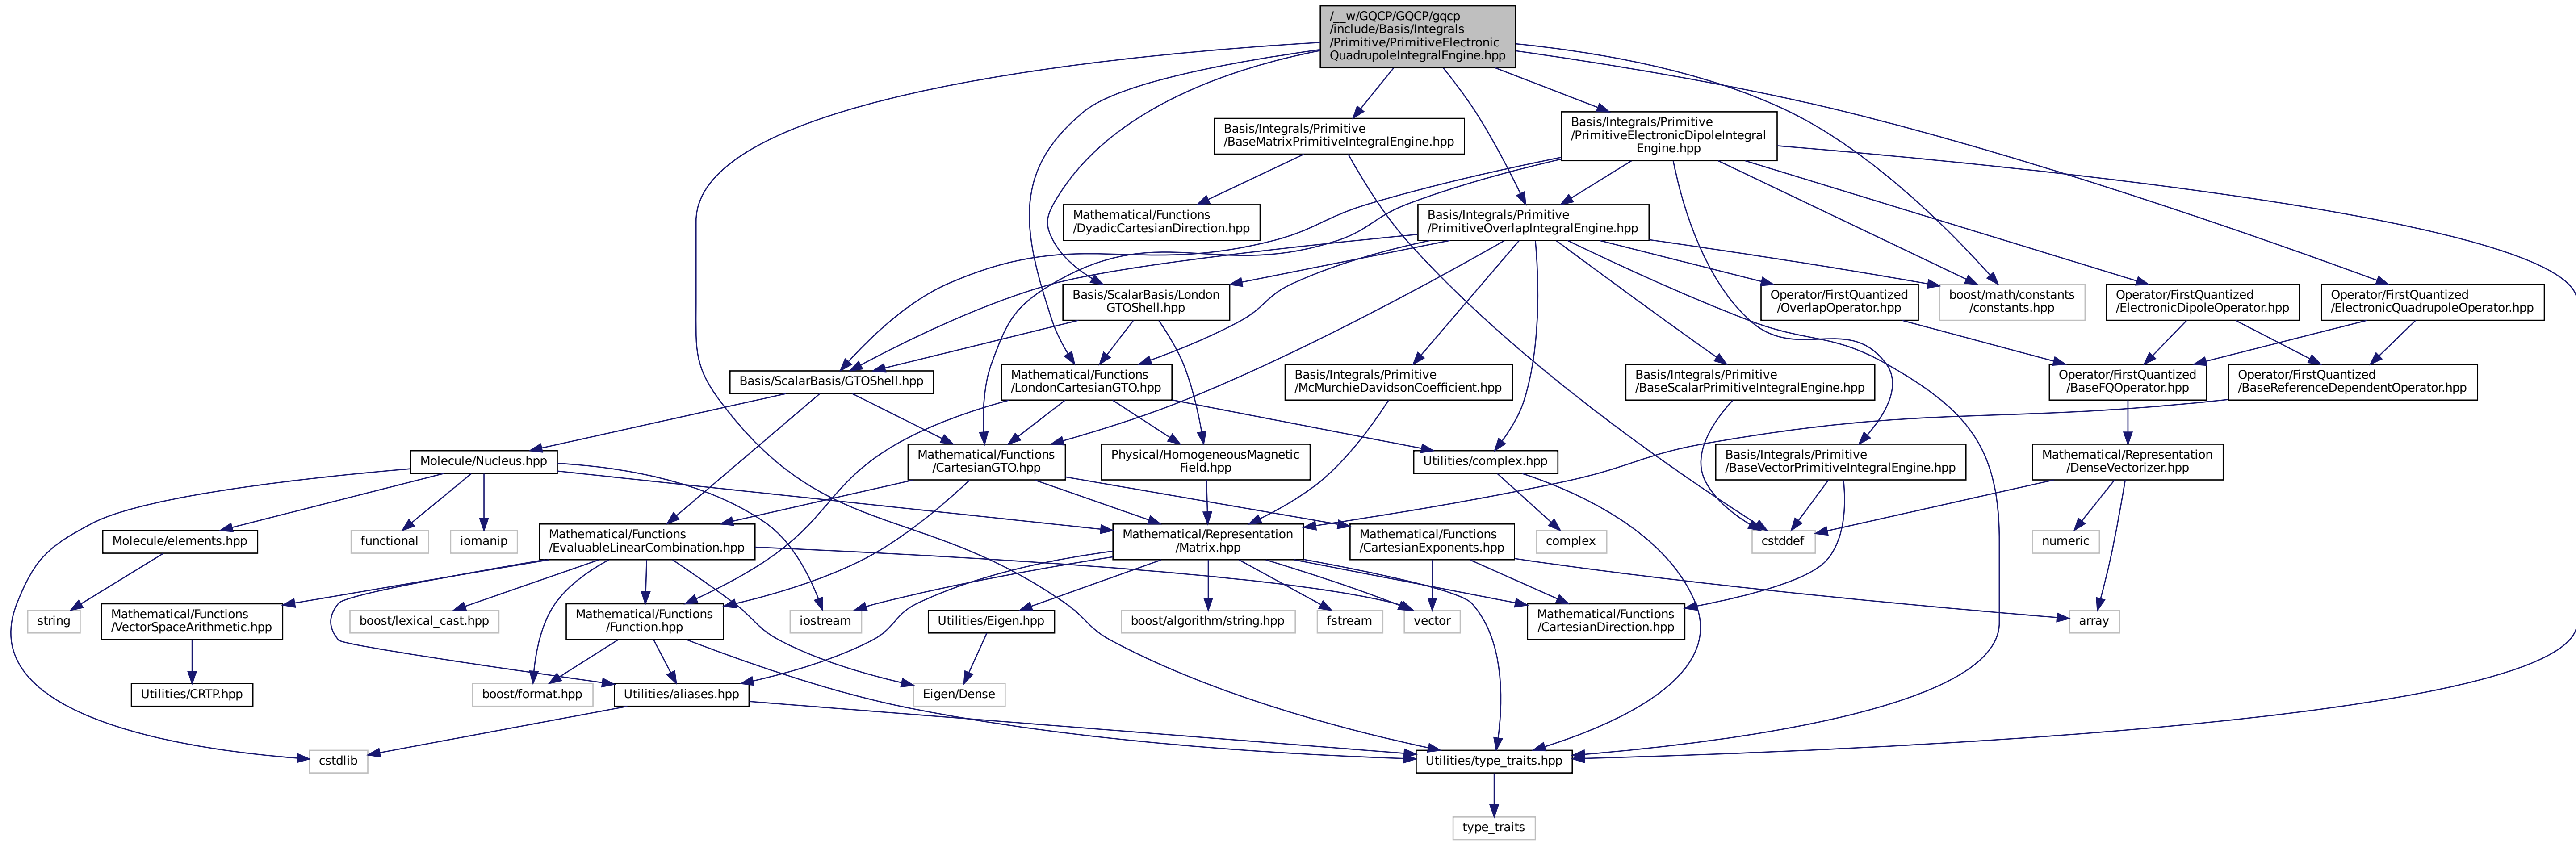 /__w/GQCP/GQCP/gqcp
/include/Basis/Integrals
/Primitive/PrimitiveElectronic
QuadrupoleIntegralEngine.hpp
Basis/Integrals/Primitive
/BaseMatrixPrimitiveIntegralEngine.hpp
Basis/Integrals/Primitive
/PrimitiveElectronicDipoleIntegral
Engine.hpp
Mathematical/Functions
/DyadicCartesianDirection.hpp
Basis/Integrals/Primitive
/PrimitiveOverlapIntegralEngine.hpp
Basis/ScalarBasis/London
GTOShell.hpp
Operator/FirstQuantized
/OverlapOperator.hpp
boost/math/constants
/constants.hpp
Operator/FirstQuantized
/ElectronicDipoleOperator.hpp
Operator/FirstQuantized
/ElectronicQuadrupoleOperator.hpp
Basis/ScalarBasis/GTOShell.hpp
Mathematical/Functions
/LondonCartesianGTO.hpp
Basis/Integrals/Primitive
/McMurchieDavidsonCoefficient.hpp
Basis/Integrals/Primitive
/BaseScalarPrimitiveIntegralEngine.hpp
Operator/FirstQuantized
/BaseFQOperator.hpp
Operator/FirstQuantized
/BaseReferenceDependentOperator.hpp
Molecule/Nucleus.hpp
Mathematical/Functions
/CartesianGTO.hpp
Physical/HomogeneousMagnetic
Field.hpp
Utilities/complex.hpp
Basis/Integrals/Primitive
/BaseVectorPrimitiveIntegralEngine.hpp
Mathematical/Representation
/DenseVectorizer.hpp
Molecule/elements.hpp
functional
iomanip
Mathematical/Functions
/EvaluableLinearCombination.hpp
Mathematical/Representation
/Matrix.hpp
Mathematical/Functions
/CartesianExponents.hpp
complex
cstddef
numeric
string
Mathematical/Functions
/VectorSpaceArithmetic.hpp
boost/lexical_cast.hpp
Mathematical/Functions
/Function.hpp
iostream
Utilities/Eigen.hpp
boost/algorithm/string.hpp
fstream
vector
Mathematical/Functions
/CartesianDirection.hpp
array
Utilities/CRTP.hpp
boost/format.hpp
Utilities/aliases.hpp
Eigen/Dense
cstdlib
Utilities/type_traits.hpp
type_traits